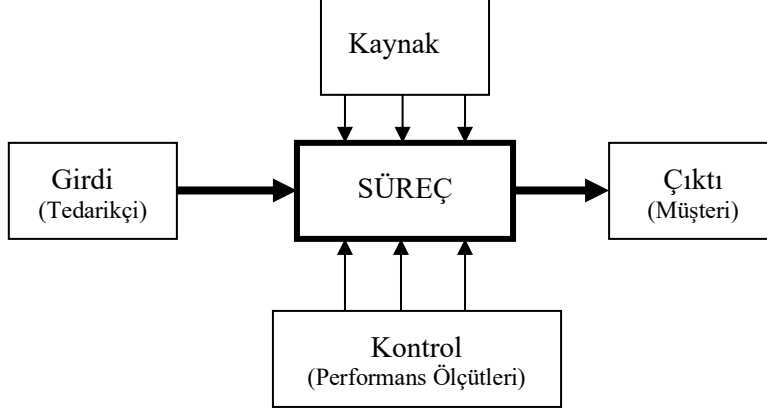 Kaynak
Girdi
(Tedarikçi)
SÜREÇ
Çıktı
(Müşteri)
Kontrol
(Performans Ölçütleri)